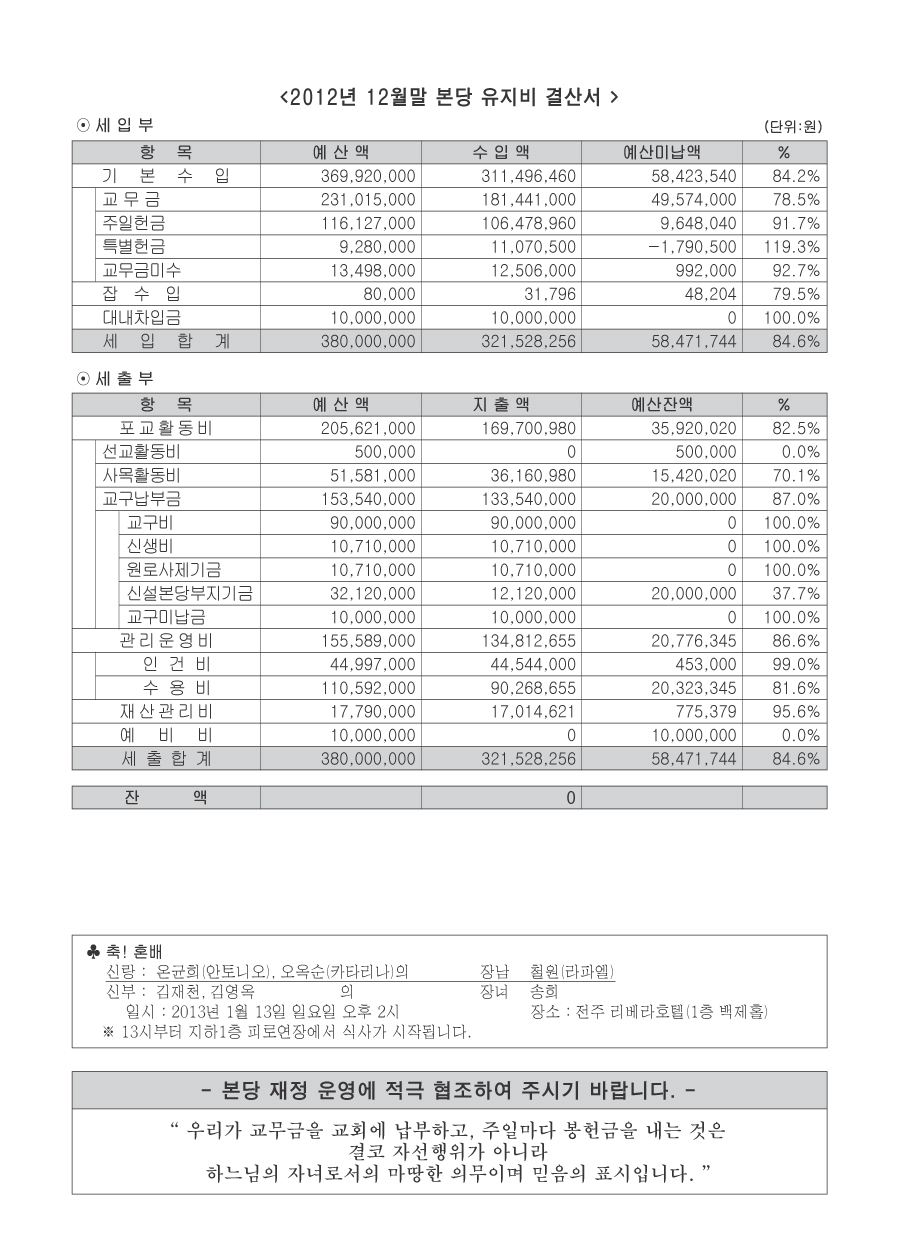 <2012년 12월말 본당 유지비 결산서 >
⊙ 세 입 부 (단위:원)
항 목 예 산 액 수 입 액 예산미납액 %
기 본 수 입 369,920,000 311,496,460 58,423,540 84.2%
교 무 금 231,015,000 181,441,000 49,574,000 78.5%
주일헌금 116,127,000 106,478,960 9,648,040 91.7%
특별헌금 9,280,000 11,070,500 -1,790,500 119.3%
교무금미수 13,498,000 12,506,000 992,000 92.7%
잡 수 입 80,000 31,796 48,204 79.5%
대내차입금 10,000,000 10,000,000 0 100.0%
세 입 합 계 380,000,000 321,528,256 58,471,744 84.6%
⊙ 세 출 부
항 목 예 산 액 지 출 액 예산잔액 %
포 교 활 동 비 205,621,000 169,700,980 35,920,020 82.5%
선교활동비 500,000 0 500,000 0.0%
사목활동비 51,581,000 36,160,980 15,420,020 70.1%
교구납부금 153,540,000 133,540,000 20,000,000 87.0%
교구비 90,000,000 90,000,000 0 100.0%
신생비 10,710,000 10,710,000 0 100.0%
원로사제기금 10,710,000 10,710,000 0 100.0%
신설본당부지기금 32,120,000 12,120,000 20,000,000 37.7%
교구미납금 10,000,000 10,000,000 0 100.0%
관 리 운 영 비 155,589,000 134,812,655 20,776,345 86.6%
인 건 비 44,997,000 44,544,000 453,000 99.0%
수 용 비 110,592,000 90,268,655 20,323,345 81.6%
재 산 관 리 비 17,790,000 17,014,621 775,379 95.6%
예 비 비 10,000,000 0 10,000,000 0.0%
세 출 합 계 380,000,000 321,528,256 58,471,744 84.6%
잔 액 0
♣ 축! 혼배
신랑 : 온균희(안토니오), 오옥순(카타리나)의 장남 칠원(라파엘)
신부 : 김재천, 김영옥 의 장녀 송희
일시 : 2013년 1월 13일 일요일 오후 2시 장소 : 전주 리베라호텔(1층 백제홀)
※ 13시부터 지하1층 피로연장에서 식사가 시작됩니다.
- 본당 재정 운영에 적극 협조하여 주시기 바랍니다. -
“ 우리가 교무금을 교회에 납부하고, 주일마다 봉헌금을 내는 것은
결코 자선행위가 아니라
하느님의 자녀로서의 마땅한 의무이며 믿음의 표시입니다. ”